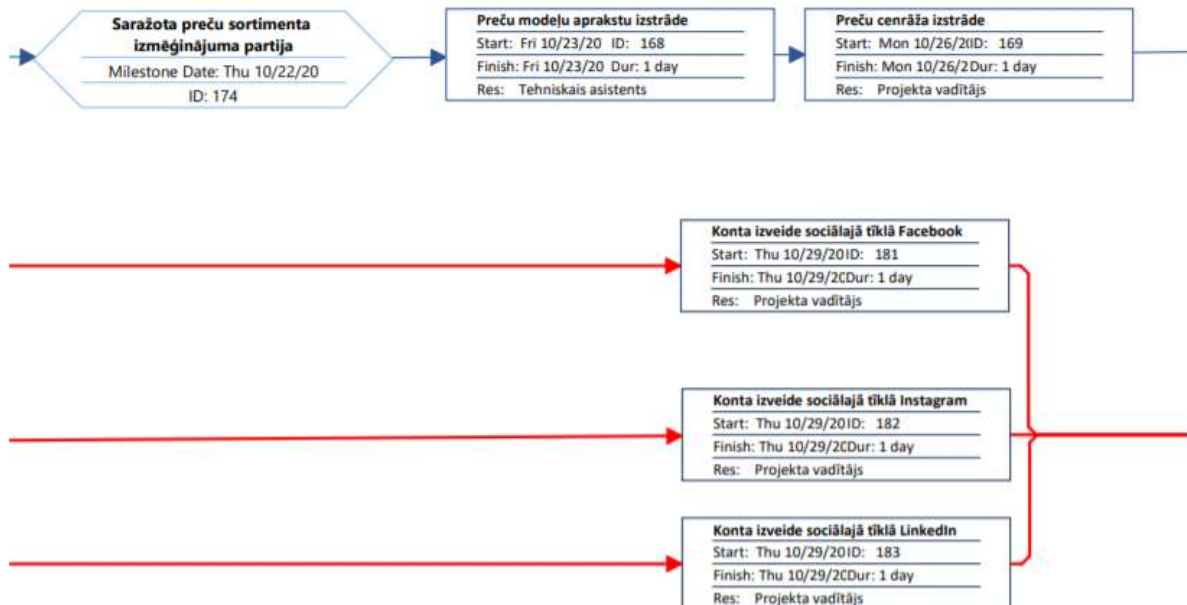 Saražota preču sortimenta
izmēģinājuma partija
Milestone Date: Thu 10/22/20
ID: 174
Preču modeļu aprakstu izstrāde
Start: Fri 10/23/20 ID: 168
Finish: Fri 10/23/20 Dur: 1 day
Res: Tehniskais asistents
Preču cenrāža izstrāde
Start: Mon 10/26/2 ID: 169
Finish: Mon 10/26/2 Dur: 1 day
Res: Projekta vadītājs
Konta izveide sociālajā tīklā Facebook
Start: Thu 10/29/20 ID: 181
Finish: Thu 10/29/2 Dur: 1 day
Res: Projekta vadītājs
Konta izveide sociālajā tīklā Instagram
Start: Thu 10/29/20 ID: 182
Finish: Thu 10/29/2 Dur: 1 day
Res: Projekta vadītājs
Konta izveide sociālajā tīklā LinkedIn
Start: Thu 10/29/20 ID: 183
Finish: Thu 10/29/2 Dur: 1 day
Res: Projekta vadītājs